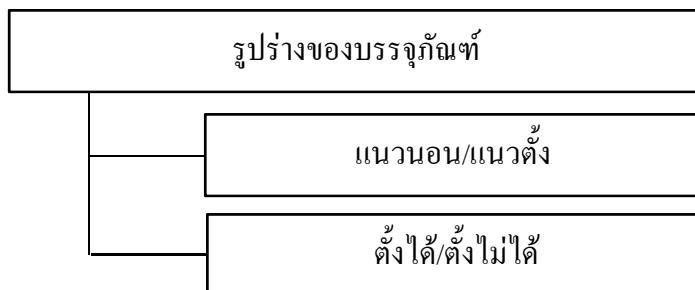 รูปร่างของบรรจุภัณฑ์
แนวนอน/แนวตั้ง
ตั้งได้/ตั้งไม่ได้